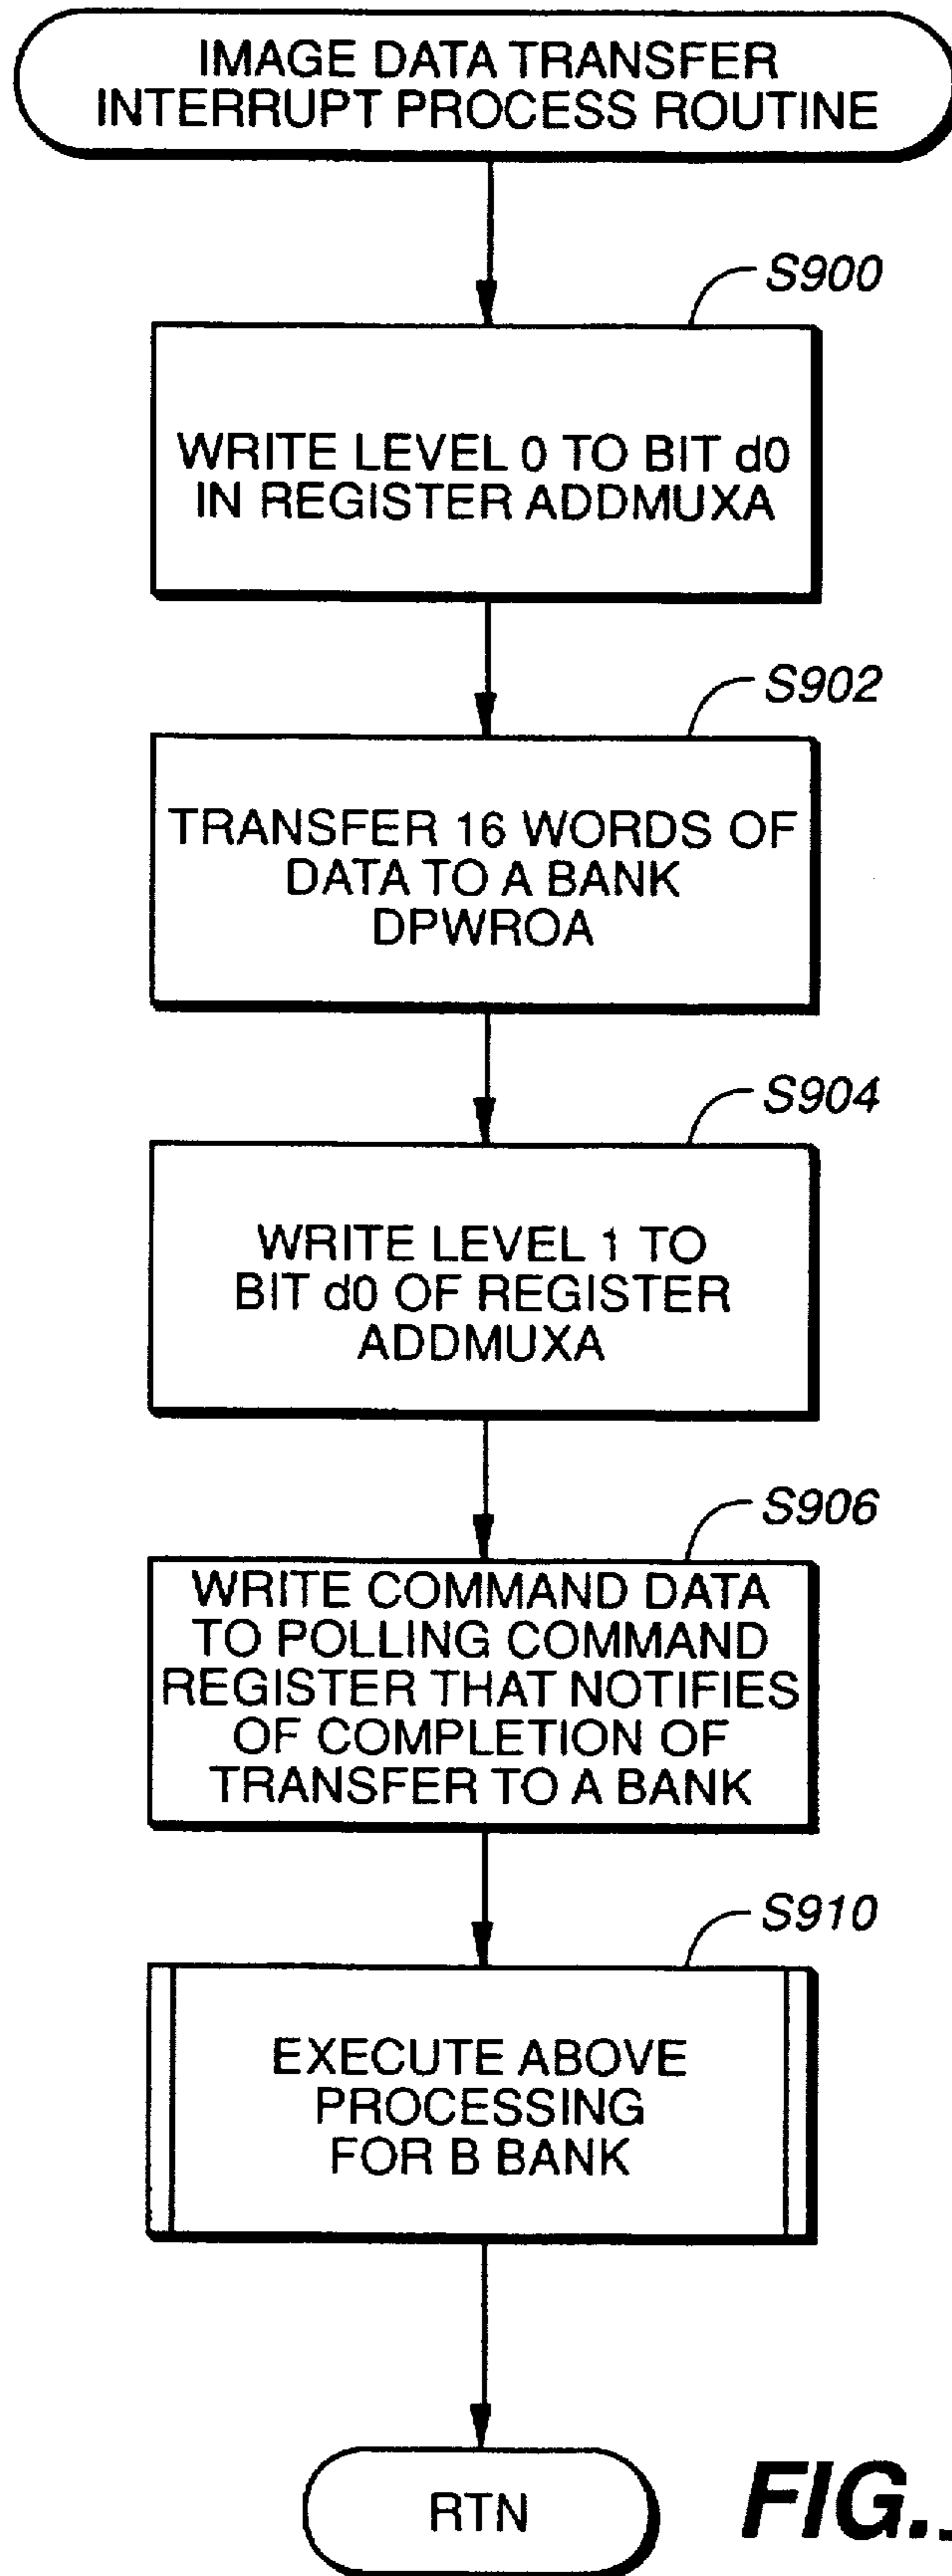 IMAGE DATA TRANSFER
INTERRUPT PROCESS ROUTINE
S900
WRITE LEVEL 0 TO BIT d0
IN REGISTER ADDMUXA
S902
TRANSFER 16 WORDS OF
DATA TO A BANK
DPWROA
S904
WRITE LEVEL 1 TO
BIT d0 OF REGISTER
ADDMUXA
S906
WRITE COMMAND DATA
TO POLLING COMMAND
REGISTER THAT NOTIFIES
OF COMPLETION OF
TRANSFER TO A BANK
S910
EXECUTE ABOVE
PROCESSING
FOR B BANK
RTN
FIG.